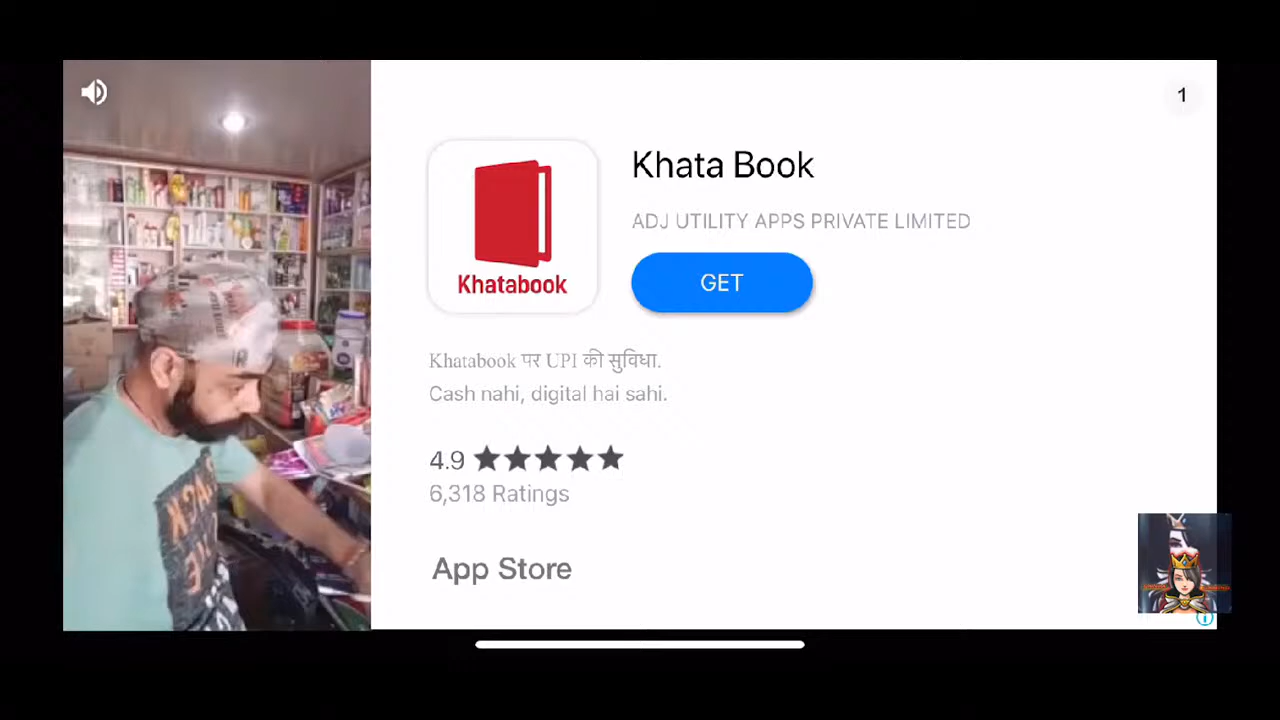 1
Khata Book
ADJ UTILITY APPS PRIVATE LIMITED
GET
Khatabook
Khatabook पर UPI की सुविधा.
Cash nahi, digital hai sahi.
4.9
6,318 Ratings
App Store